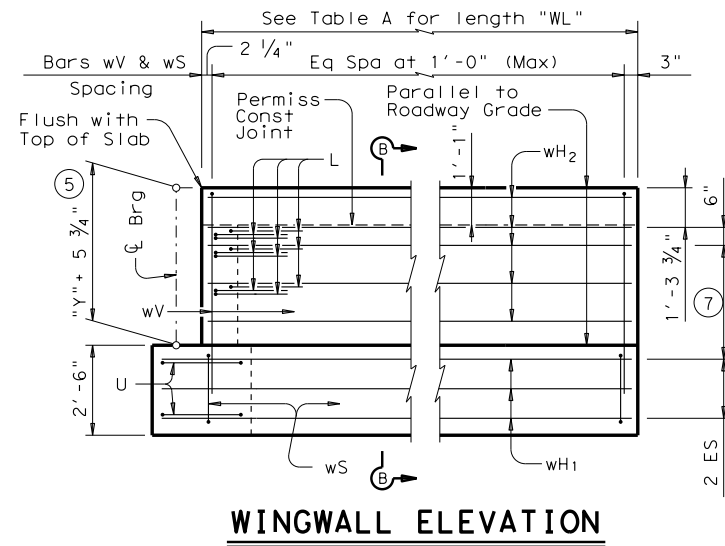 See Table A for length "WL"
2 ¼"
Bars wV & wS
Spacing
Eq Spa at 1'-0" (Max)
3"
Flush with
Top of Slab
Permiss
Const
Joint
Parallel to
Roadway Grade
B
L
1'-1"
wH2
6"
5
℄ Brg
"Y"+ 5 ¾"
1'-3 ¾"
7
wV
2'-6"
U
wS
wH1
2 ES
B
WINGWALL ELEVATION